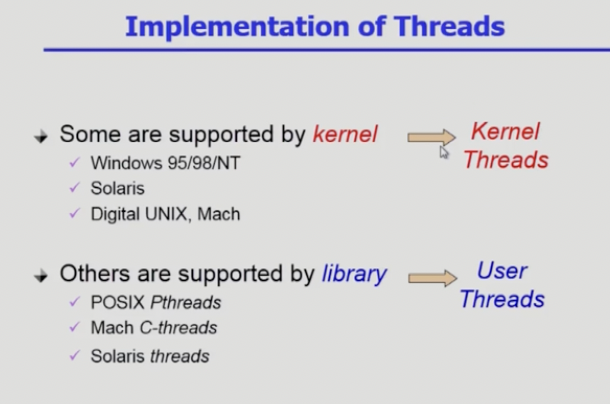 Implementation of Threads
Some are supported by kernel
Kernel
Threads
Windows 95/98/NT
Solaris
Digital UNIX, Mach
Others are supported by library
User
Threads
POSIX Pthreads
Mach C-threads
Solaris threads